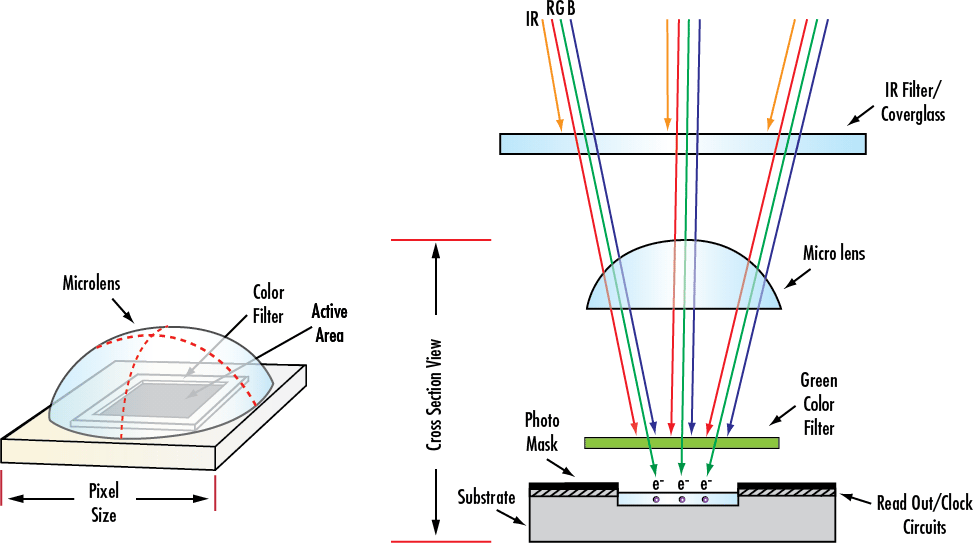 IR
RG B
IR Filter/
Coverglass
Micro lens
Microlens
Color
Filter
Active
Area
Cross Section View
Green
Color
Filter
Photo
Mask
e-
e-
e-
Pixel
Size
Substrate
Read Out/Clock
Circuits